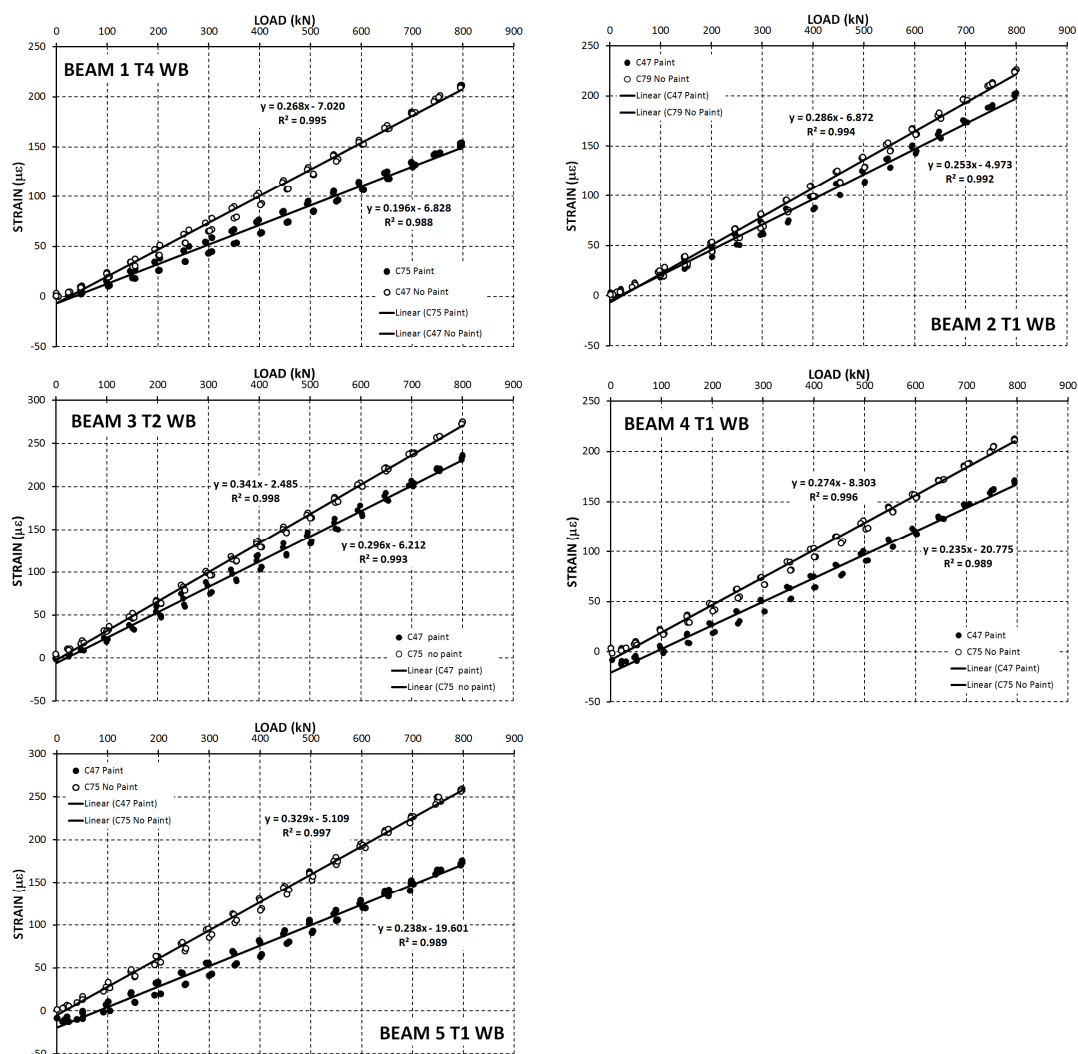 LOAD (kN)
0 100 200 300 400 500 600 700 800 900
250
200
150
100
50
0
-50
STRAIN (µε)
BEAM 1 T4 WB
y = 0.268x - 7.020
R² = 0.995
y = 0.196x - 6.828
R² = 0.988
C75 Paint
C47 No Paint
Linear (C75 Paint)
Linear (C47 No Paint)
LOAD (kN)
0 100 200 300 400 500 600 700 800 900
250
200
150
100
50
0
-50
STRAIN (µε)
C47 Paint
C79 No Paint
Linear (C47 Paint)
Linear (C79 No Paint)
y = 0.286x - 6.872
R² = 0.994
y = 0.253x - 4.973
R² = 0.992
BEAM 2 T1 WB
LOAD (kN)
0 100 200 300 400 500 600 700 800 900
300
250
200
150
100
50
0
-50
STRAIN (µε)
BEAM 3 T2 WB
y = 0.341x - 2.485
R² = 0.998
y = 0.296x - 6.212
R² = 0.993
C47 paint
C75 no paint
Linear (C47 paint)
Linear (C75 no paint)
LOAD (kN)
0 100 200 300 400 500 600 700 800 900
250
200
150
100
50
0
-50
STRAIN (µε)
BEAM 4 T1 WB
y = 0.274x - 8.303
R² = 0.996
y = 0.235x - 20.775
R² = 0.989
C47 Paint
C75 No Paint
Linear (C47 Paint)
Linear (C75 No Paint)
LOAD (kN)
0 100 200 300 400 500 600 700 800 900
300
250
200
150
100
50
0
-50
STRAIN (µε)
C47 Paint
C75 No Paint
Linear (C47 Paint)
Linear (C75 No Paint)
y = 0.329x - 5.109
R² = 0.997
y = 0.238x - 19.601
R² = 0.989
BEAM 5 T1 WB